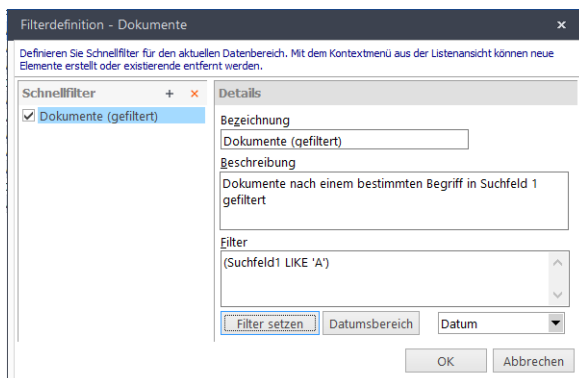 Filterdefinition - Dokumente
Definieren Sie Schnellfilter für den aktuellen Datenbereich. Mit dem Kontextmenü aus der Listenansicht können neue
Elemente erstellt oder existierende entfernt werden.
Schnellfilter + ×
Dokumente (gefiltert)
Details
Bezeichnung
Dokumente (gefiltert)
Beschreibung
Dokumente nach einem bestimmten Begriff in Suchfeld 1
gefiltert
Filter
(Suchfeld1 LIKE 'A')
Filter setzen Datumsbereich Datum
OK Abbrechen